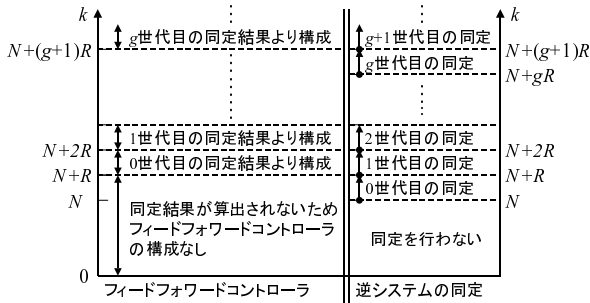 k
k
g世代目の同定結果より構成
g+1世代目の同定
N+(g+1)R
N+(g+1)R
g世代目の同定
N+gR
1世代目の同定結果より構成
2世代目の同定
N+2R
N+2R
0世代目の同定結果より構成
1世代目の同定
N+R
N+R
0世代目の同定
N
N
同定結果が算出されないため
フィードフォワードコントローラ
の構成なし
同定を行わない
0
フィードフォワードコントローラ
逆システムの同定